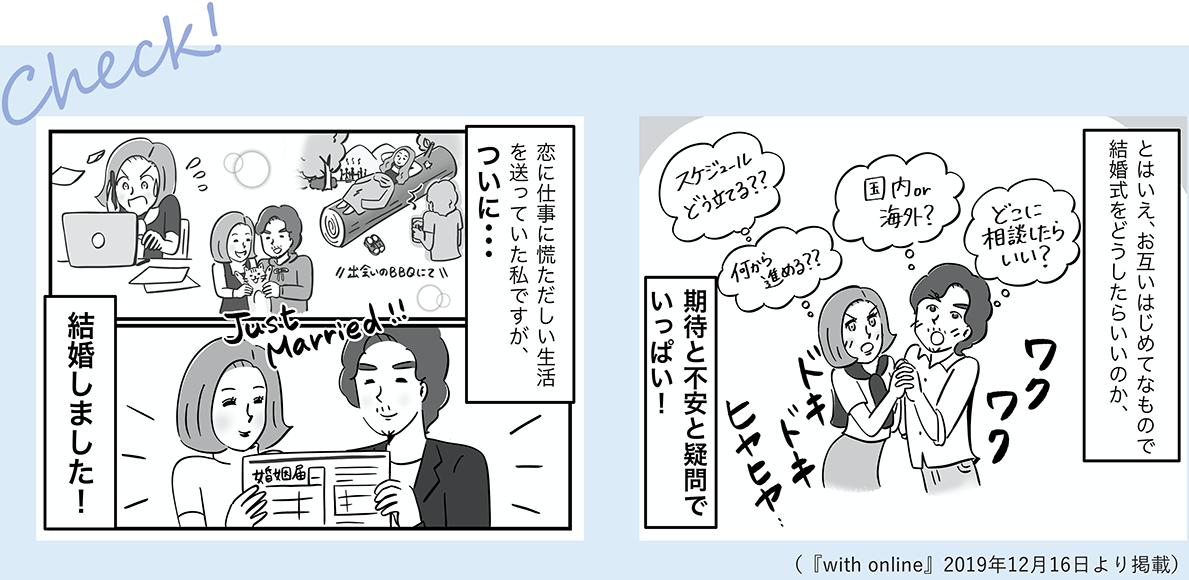 Check!
恋に仕事に慌ただしい生活
を送っていた私ですが、
ついに・・・
\\出会いのBBQにて\\
Just
Married!!!
結婚しました！
婚姻届
とはいえ、お互いはじめてなもので
結婚式をどうしたらいいのか、
どこに
相談したら
いい？
国内or
海外？
スケジュール
どう立てる??
何から
進める??
期待と不安と疑問で
いっぱい！
ワク
ワク
ドキ
ドキ
ヒヤヒヤ…
（『with online』2019年12月16日より掲載）